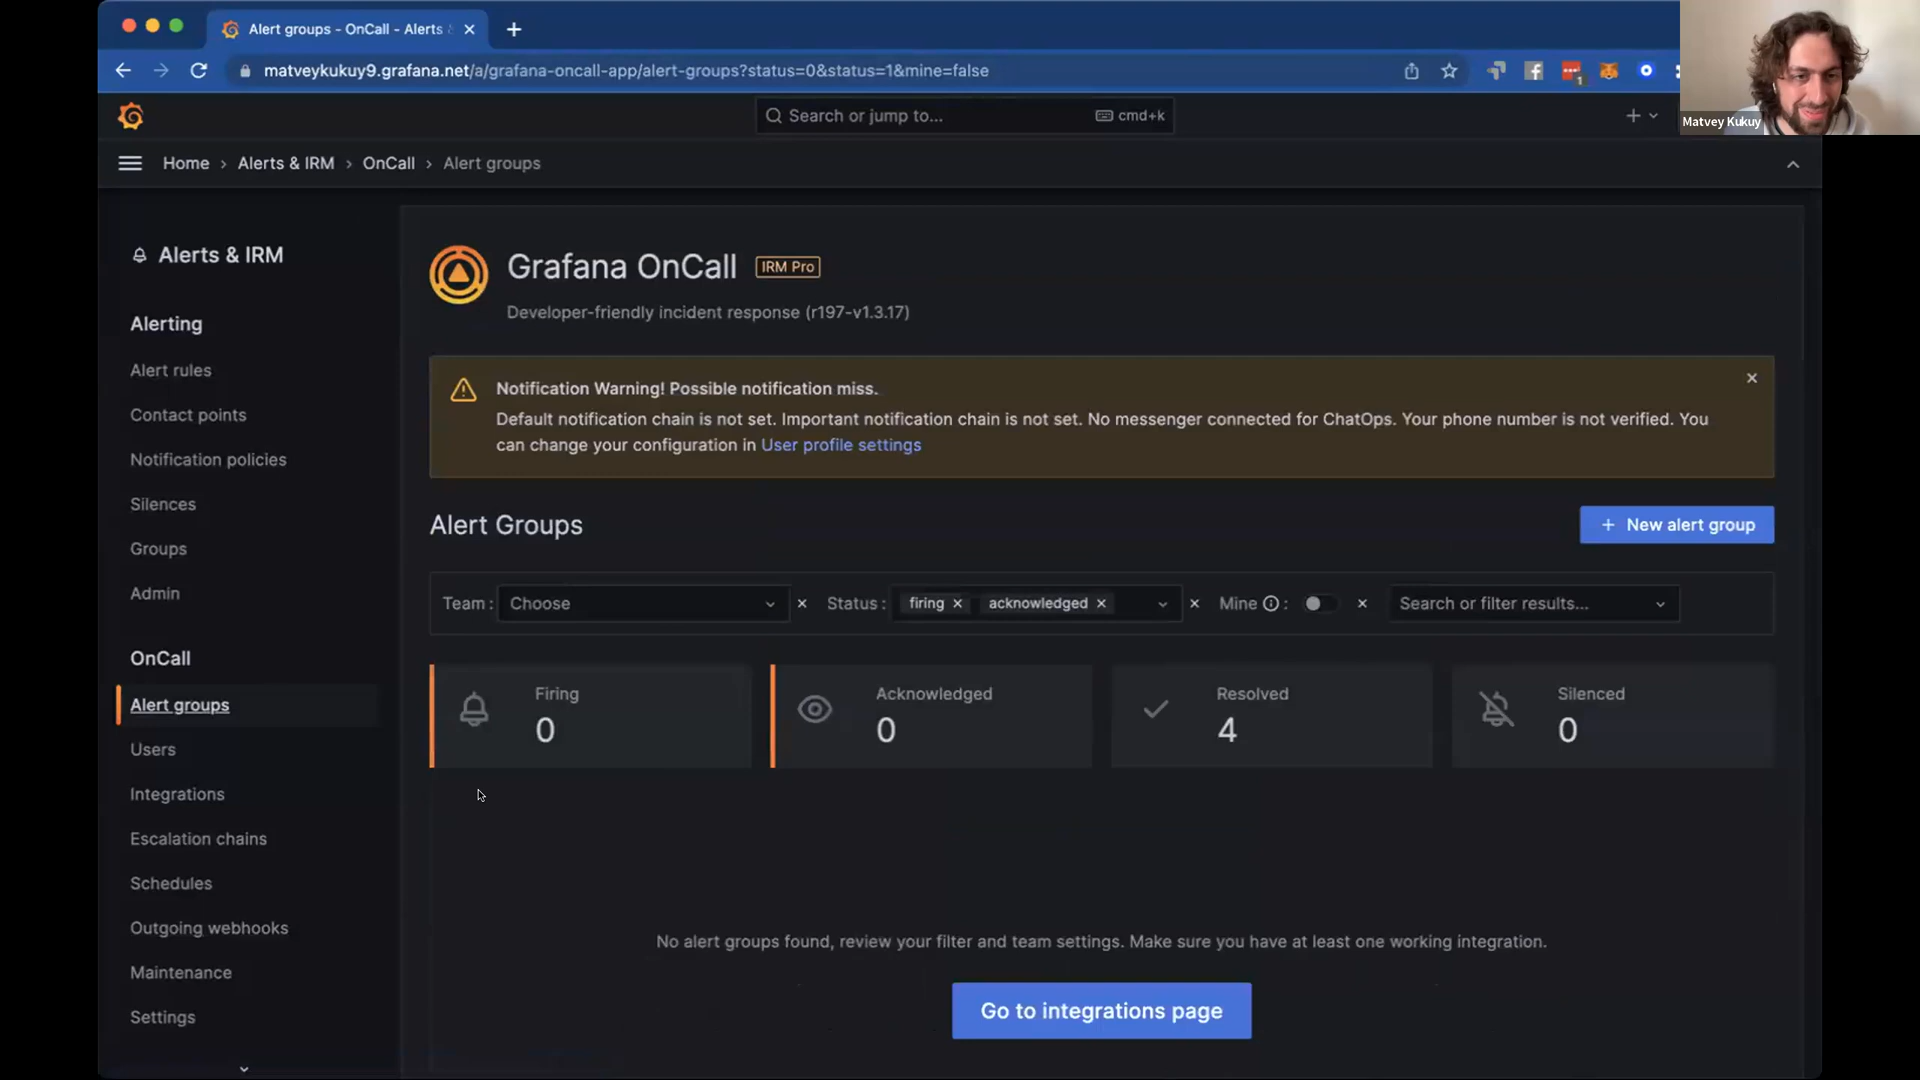 Alert groups - OnCall - Alerts
matveykukuy9.grafana.net/a/grafana-oncall-app/alert-groups?status=0&status=1&mine=false
Matvey Kukuy
Search or jump to... cmd+k
Home > Alerts & IRM > OnCall > Alert groups
Alerts & IRM
Alerting
Alert rules
Contact points
Notification policies
Silences
Groups
Admin
OnCall
Alert groups
Users
Integrations
Escalation chains
Schedules
Outgoing webhooks
Maintenance
Settings
Grafana OnCall IRM Pro
Developer-friendly incident response (r197-v1.3.17)
Notification Warning! Possible notification miss.
Default notification chain is not set. Important notification chain is not set. No messenger connected for ChatOps. Your phone number is not verified. You
can change your configuration in User profile settings
Alert Groups
+ New alert group
Team : Choose Status : firing acknowledged Mine : Search or filter results...
Firing
0
Acknowledged
0
Resolved
4
Silenced
0
No alert groups found, review your filter and team settings. Make sure you have at least one working integration.
Go to integrations page